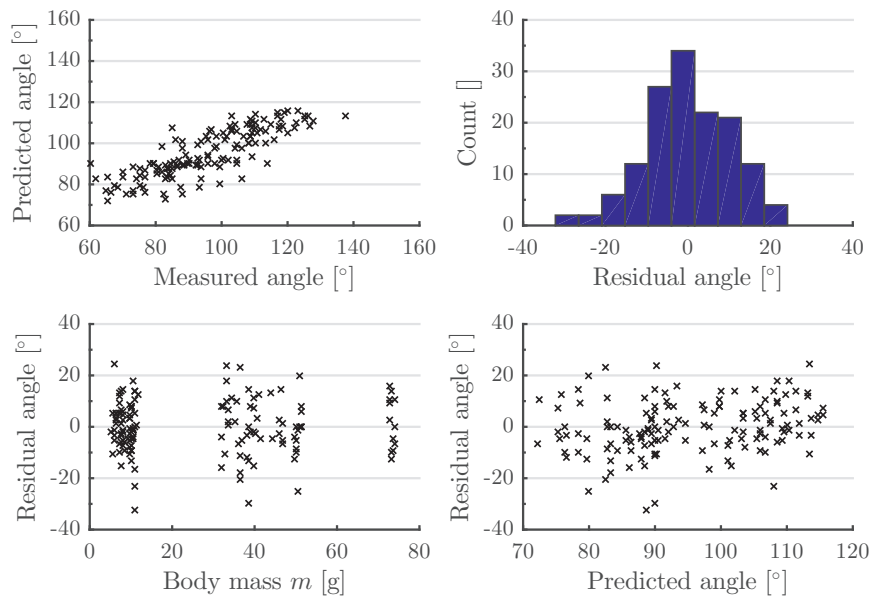 160
140
120
100
80
60
Predicted angle [°]
60 80 100 120 140 160
Measured angle [°]
40
30
20
10
0
Count []
-40 -20 0 20 40
Residual angle [°]
40
20
0
-20
-40
Residual angle [°]
0 20 40 60 80
Body mass m [g]
40
20
0
-20
-40
Residual angle [°]
70 80 90 100 110 120
Predicted angle [°]